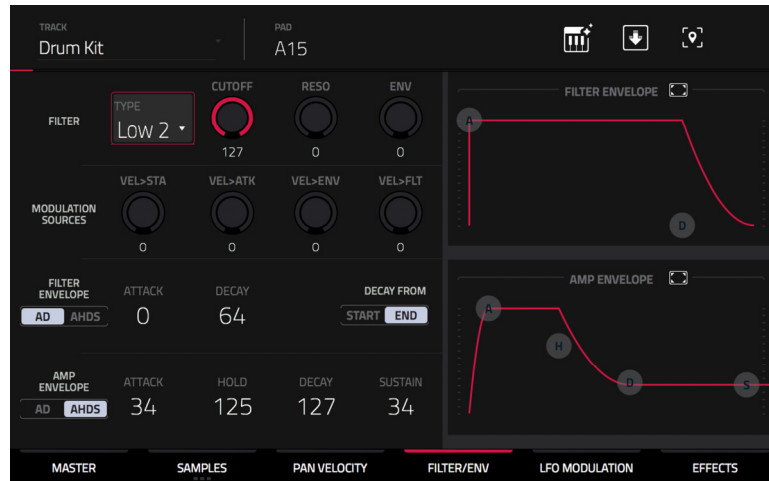 TRACK
Drum Kit
PAD
A15
FILTER
TYPE
Low 2
CUTOFF
127
RESO
0
ENV
0
MODULATION
SOURCES
VEL>STA
0
VEL>ATK
0
VEL>ENV
0
VEL>FLT
0
FILTER
ENVELOPE
AD AHDS
ATTACK
0
DECAY
64
DECAY FROM
START END
AMP
ENVELOPE
AD AHDS
ATTACK
34
HOLD
125
DECAY
127
SUSTAIN
34
FILTER ENVELOPE
A
D
AMP ENVELOPE
A
H
D
S
MASTER SAMPLES PAN VELOCITY FILTER/ENV LFO MODULATION EFFECTS